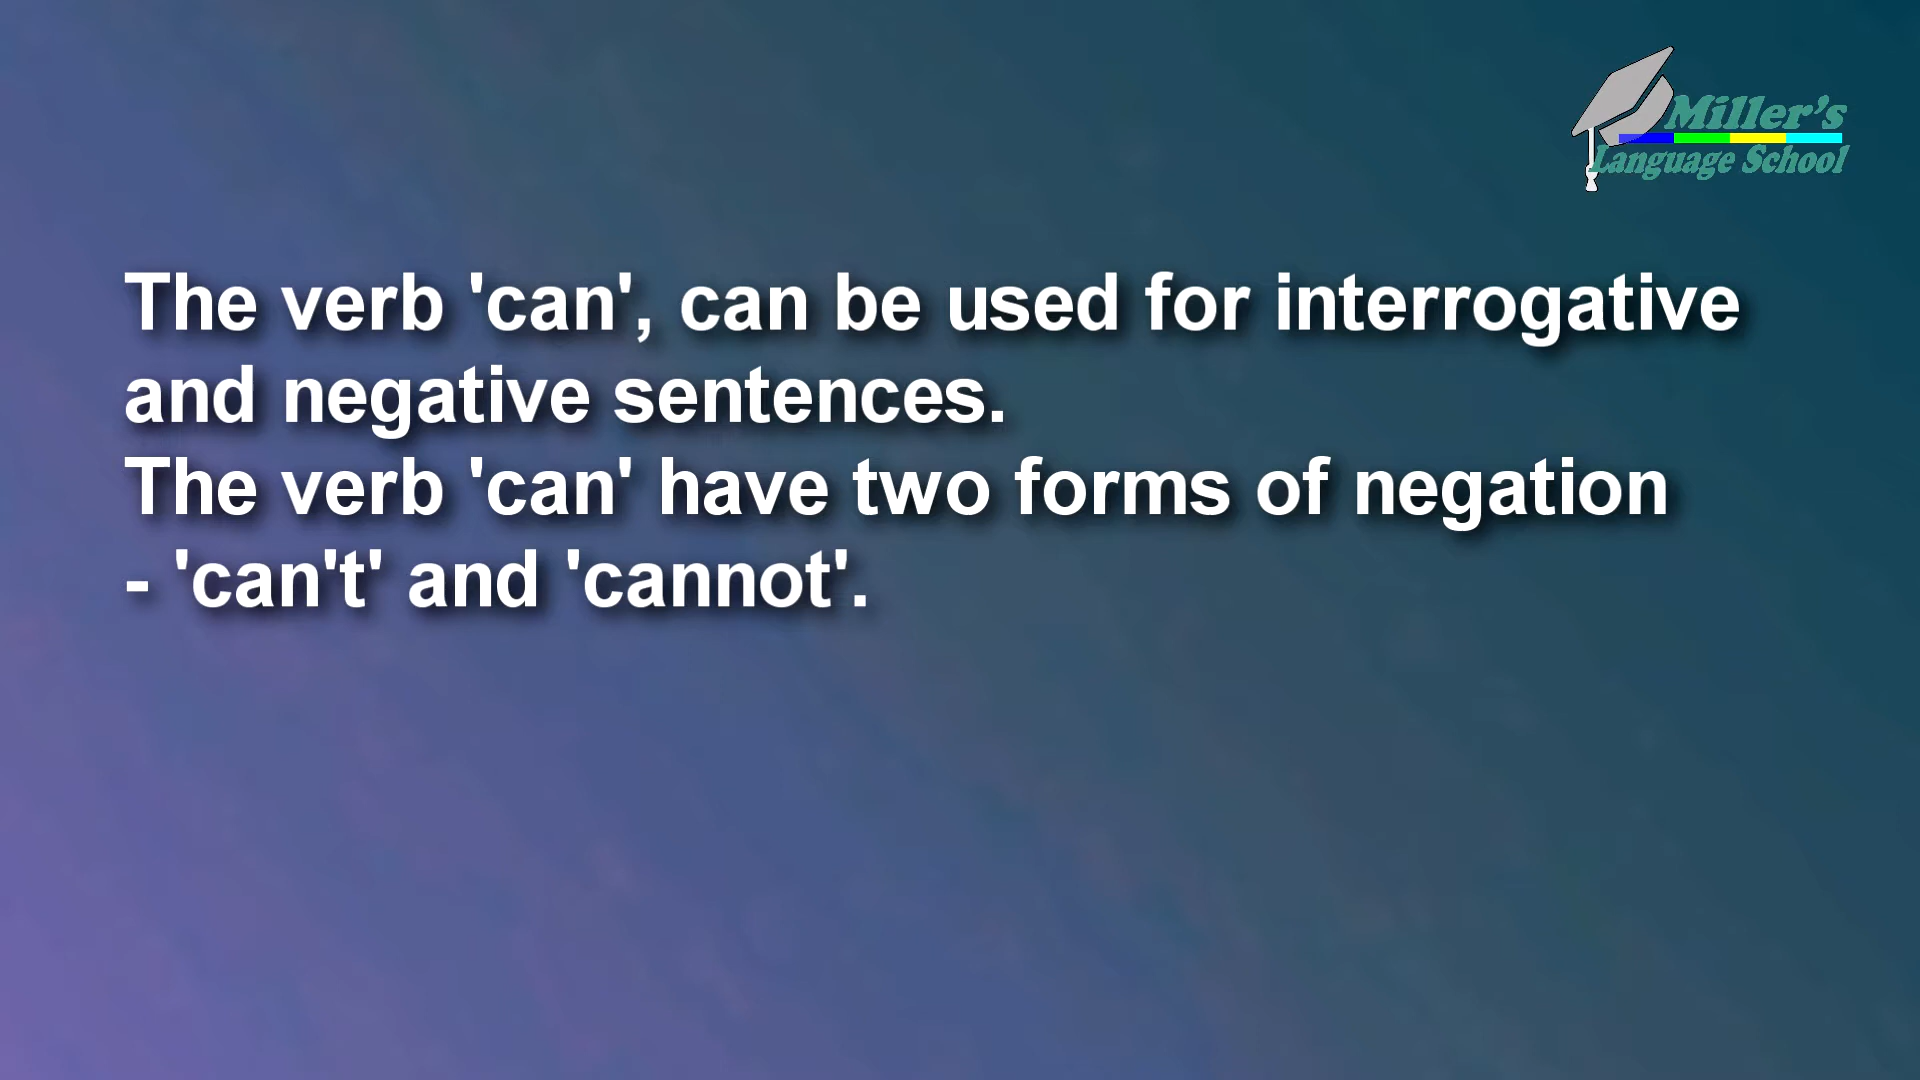 Miller's
Language School
The verb 'can', can be used for interrogative
and negative sentences.
The verb 'can' have two forms of negation
- 'can't' and 'cannot'.